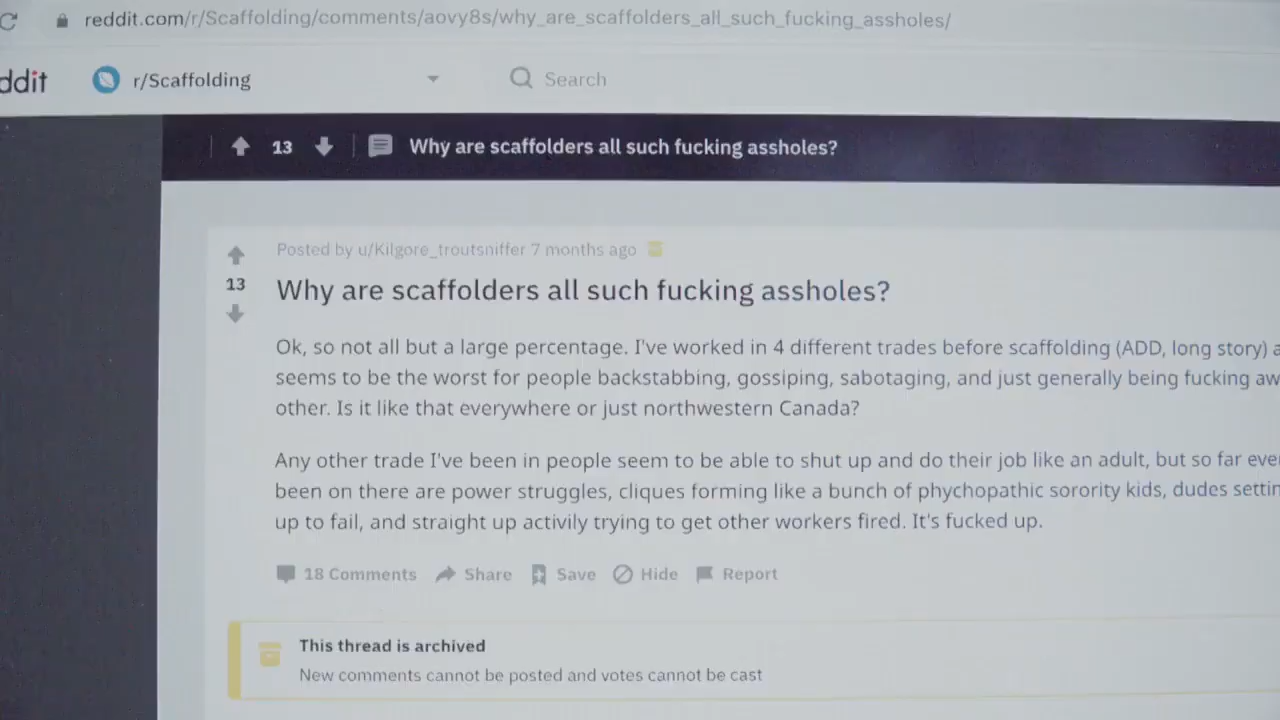 reddit.com/r/Scaffolding/comments/aovy8s/why_are_scaffolders_all_such_fucking_assholes/
ddit r/Scaffolding Search
13 Why are scaffolders all such fucking assholes?
Posted by u/Kilgore_troutsniffer 7 months ago
13
Why are scaffolders all such fucking assholes?
Ok, so not all but a large percentage. I've worked in 4 different trades before scaffolding (ADD, long story) a
seems to be the worst for people backstabbing, gossiping, sabotaging, and just generally being fucking aw
other. Is it like that everywhere or just northwestern Canada?
Any other trade I've been in people seem to be able to shut up and do their job like an adult, but so far eve
been on there are power struggles, cliques forming like a bunch of phychopathic sorority kids, dudes settin
up to fail, and straight up activily trying to get other workers fired. It's fucked up.
18 Comments Share Save Hide Report
This thread is archived
New comments cannot be posted and votes cannot be cast